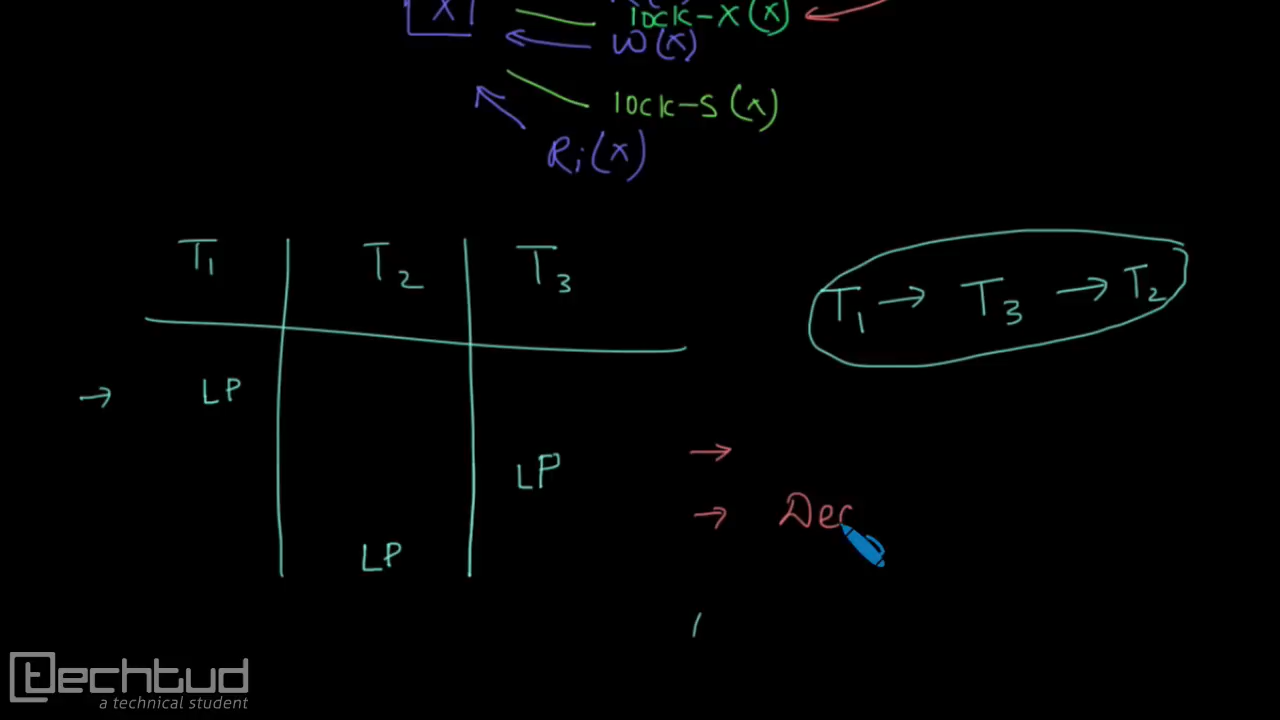 X
lock-X(x)
W(x)
lock-S(x)
Ri(x)
T1 T2 T3
T1 → T3 → T2
→ LP
→
LP
→ Dec
LP
techtud
a technical student